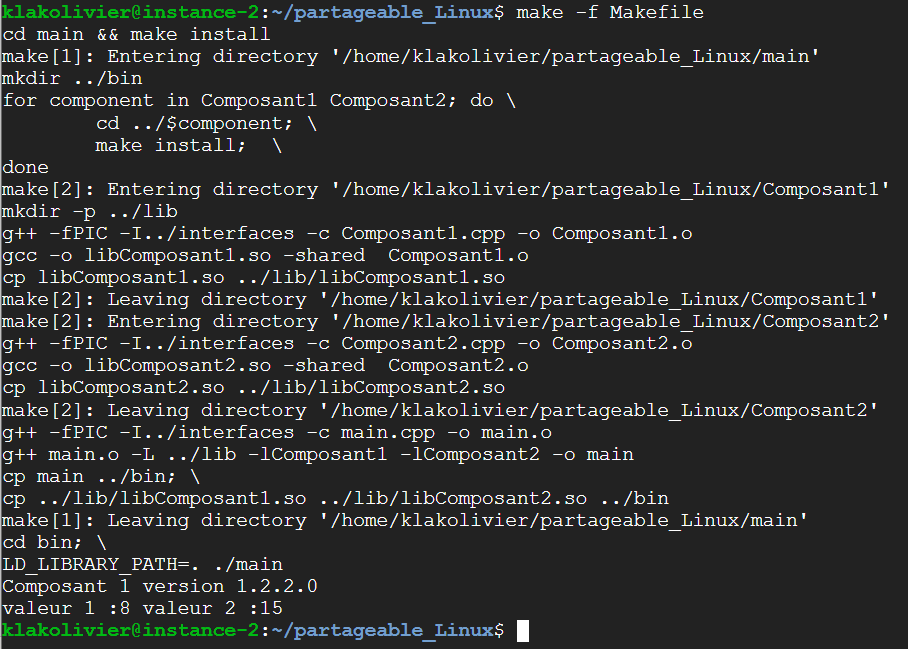 klakolivier@instance-2:~/partageable_Linux$ make -f Makefile
cd main && make install
make[1]: Entering directory '/home/klakolivier/partageable_Linux/main'
mkdir ../bin
for component in Composant1 Composant2; do \
        cd ../$component; \
        make install;  \
done
make[2]: Entering directory '/home/klakolivier/partageable_Linux/Composant1'
mkdir -p ../lib
g++ -fPIC -I../interfaces -c Composant1.cpp -o Composant1.o
gcc -o libComposant1.so -shared  Composant1.o
cp libComposant1.so ../lib/libComposant1.so
make[2]: Leaving directory '/home/klakolivier/partageable_Linux/Composant1'
make[2]: Entering directory '/home/klakolivier/partageable_Linux/Composant2'
g++ -fPIC -I../interfaces -c Composant2.cpp -o Composant2.o
gcc -o libComposant2.so -shared  Composant2.o
cp libComposant2.so ../lib/libComposant2.so
make[2]: Leaving directory '/home/klakolivier/partageable_Linux/Composant2'
g++ -fPIC -I../interfaces -c main.cpp -o main.o
g++ main.o -L ../lib -lComposant1 -lComposant2 -o main
cp main ../bin; \
cp ../lib/libComposant1.so ../lib/libComposant2.so ../bin
make[1]: Leaving directory '/home/klakolivier/partageable_Linux/main'
cd bin; \
LD_LIBRARY_PATH=. ./main
Composant 1 version 1.2.2.0
valeur 1 :8 valeur 2 :15
klakolivier@instance-2:~/partageable_Linux$